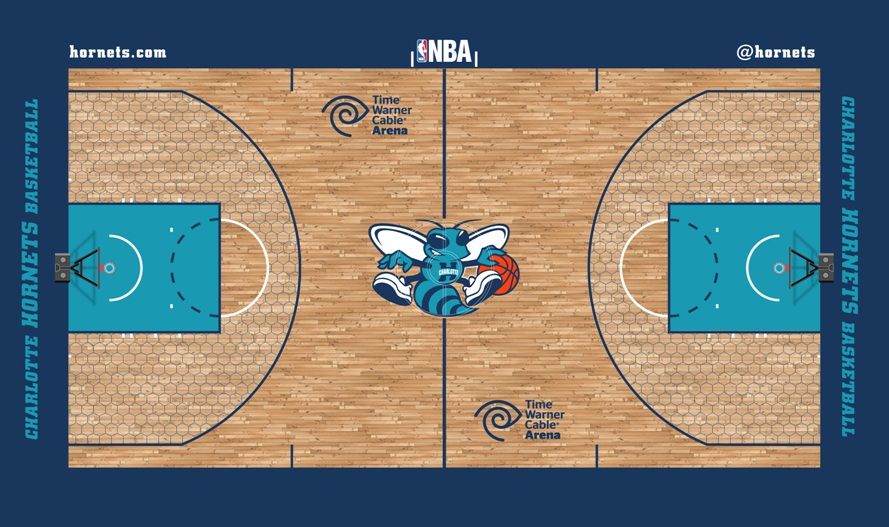 hornets.com
NBA
@hornets
Time
Warner
Cable®
Arena
CHARLOTTE HORNETS BASKETBALL
CHARLOTTE
H
CHARLOTTE HORNETS BASKETBALL
Time
Warner
Cable®
Arena